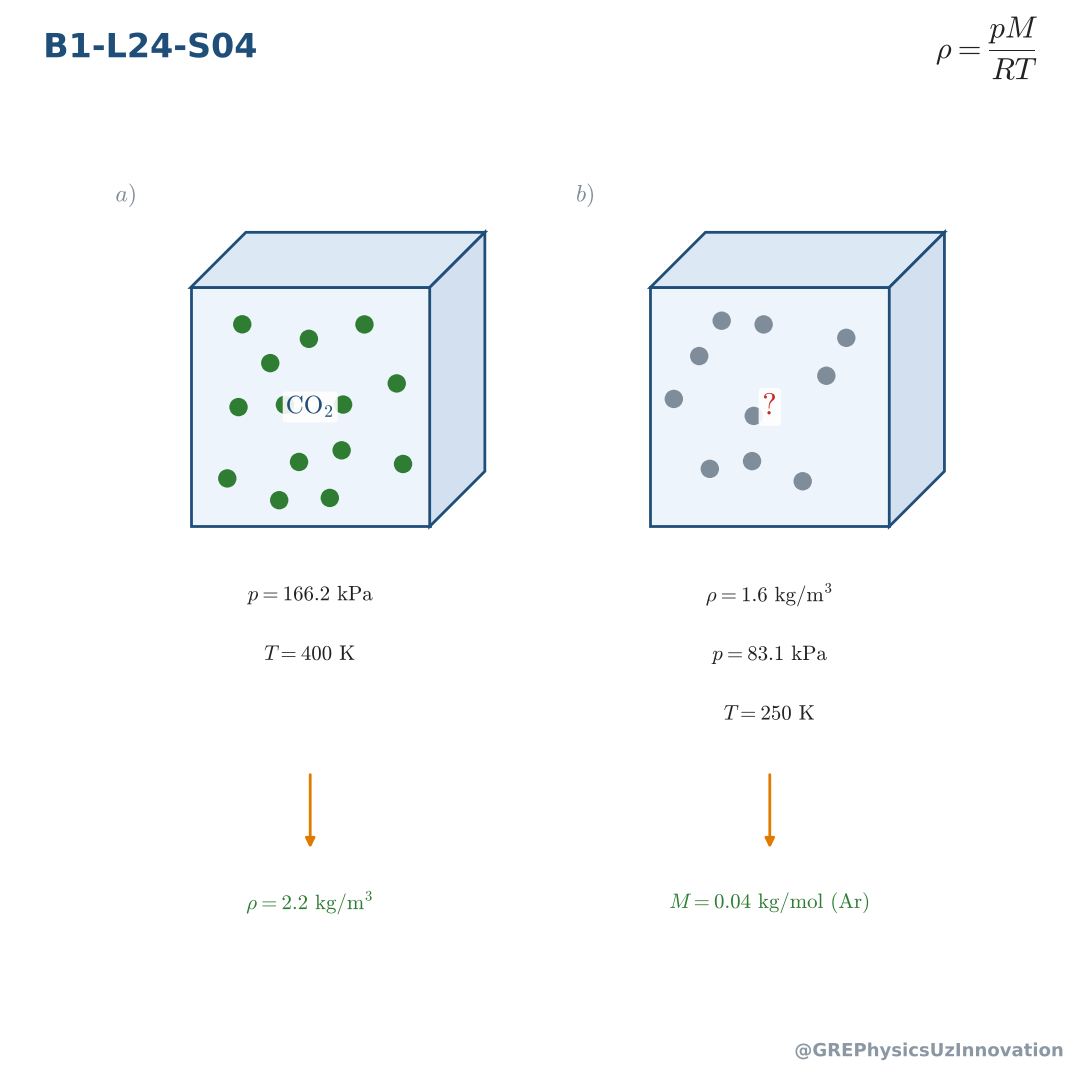 B1-L24-S04
ρ = pM/RT
a)
b)
CO₂
?
p = 166.2 kPa
T = 400 K
ρ = 1.6 kg/m³
p = 83.1 kPa
T = 250 K
ρ = 2.2 kg/m³
M = 0.04 kg/mol (Ar)
@GREPhysicsUzInnovation